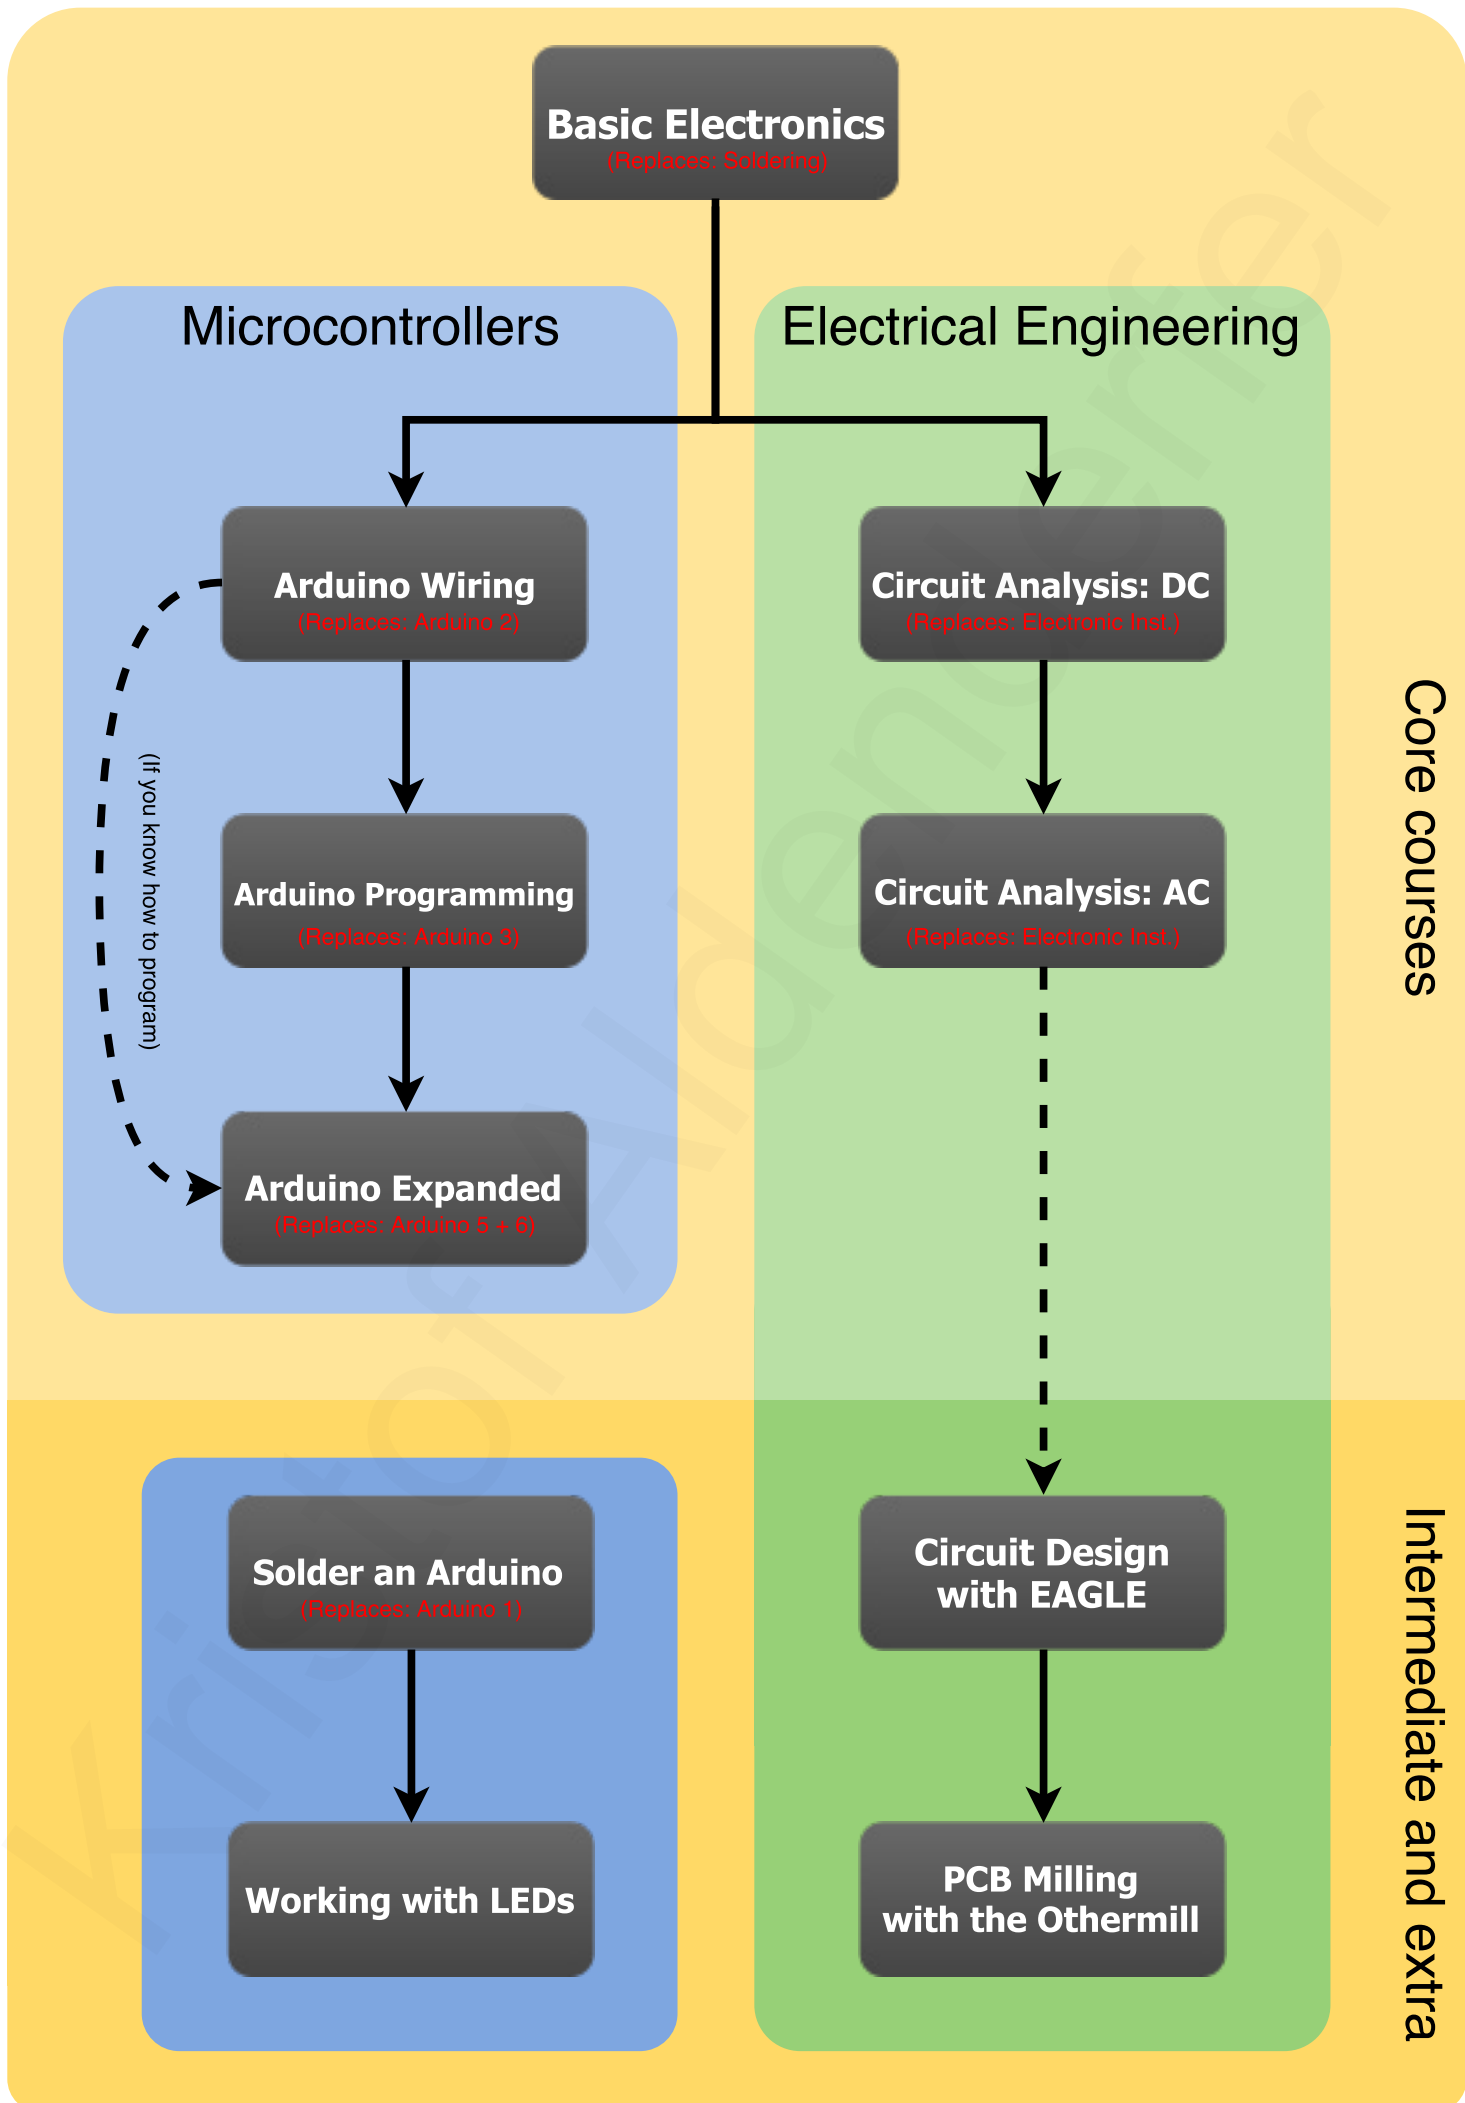 Basic Electronics
(Replaces: Soldering)
Microcontrollers
Electrical Engineering
Arduino Wiring
(Replaces: Arduino 2)
Circuit Analysis: DC
(Replaces: Electronic Inst.)
(If you know how to program)
Arduino Programming
(Replaces: Arduino 3)
Circuit Analysis: AC
(Replaces: Electronic Inst.)
Core courses
Arduino Expanded
(Replaces: Arduino 5 + 6)
Solder an Arduino
(Replaces: Arduino 1)
Circuit Design
with EAGLE
Working with LEDs
PCB Milling
with the Othermill
Intermediate and extra
Kristof Aldenderfer